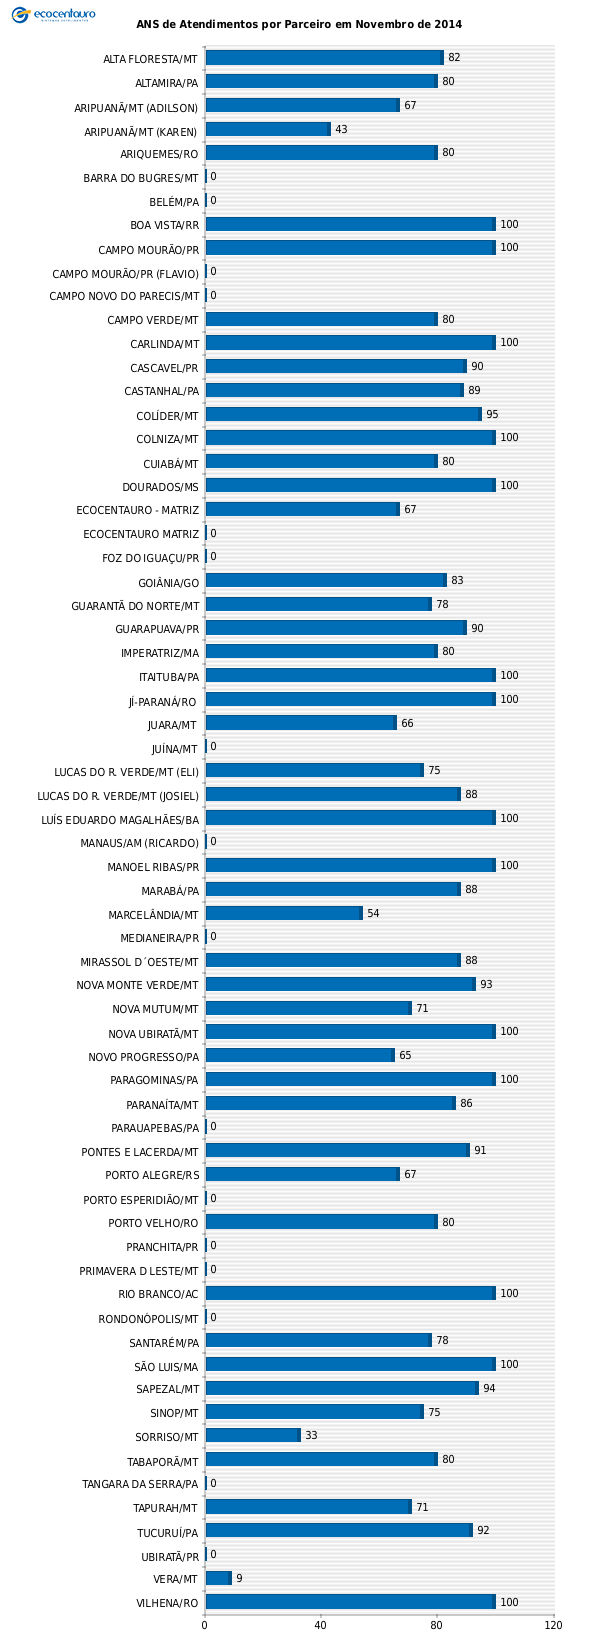 ecocentauro
ANS de Atendimentos por Parceiro em Novembro de 2014
ALTA FLORESTA/MT 82
ALTAMIRA/PA 80
ARIPUANÃ/MT (ADILSON) 67
ARIPUANÃ/MT (KAREN) 43
ARIQUEMES/RO 80
BARRA DO BUGRES/MT 0
BELÉM/PA 0
BOA VISTA/RR 100
CAMPO MOURÃO/PR 100
CAMPO MOURÃO/PR (FLAVIO) 0
CAMPO NOVO DO PARECIS/MT 0
CAMPO VERDE/MT 80
CARLINDA/MT 100
CASCAVEL/PR 90
CASTANHAL/PA 89
COLÍDER/MT 95
COLNIZA/MT 100
CUIABÁ/MT 80
DOURADOS/MS 100
ECOCENTAURO - MATRIZ 67
ECOCENTAURO MATRIZ 0
FOZ DO IGUAÇU/PR 0
GOIÂNIA/GO 83
GUARANTÃ DO NORTE/MT 78
GUARAPUAVA/PR 90
IMPERATRIZ/MA 80
ITAITUBA/PA 100
JÍ-PARANÁ/RO 100
JUARA/MT 66
JUÍNA/MT 0
LUCAS DO R. VERDE/MT (ELI) 75
LUCAS DO R. VERDE/MT (JOSIEL) 88
LUÍS EDUARDO MAGALHÃES/BA 100
MANAUS/AM (RICARDO) 0
MANOEL RIBAS/PR 100
MARABÁ/PA 88
MARCELÂNDIA/MT 54
MEDIANEIRA/PR 0
MIRASSOL D´OESTE/MT 88
NOVA MONTE VERDE/MT 93
NOVA MUTUM/MT 71
NOVA UBIRATÃ/MT 100
NOVO PROGRESSO/PA 65
PARAGOMINAS/PA 100
PARANAÍTA/MT 86
PARAUAPEBAS/PA 0
PONTES E LACERDA/MT 91
PORTO ALEGRE/RS 67
PORTO ESPERIDIÃO/MT 0
PORTO VELHO/RO 80
PRANCHITA/PR 0
PRIMAVERA D LESTE/MT 0
RIO BRANCO/AC 100
RONDONÓPOLIS/MT 0
SANTARÉM/PA 78
SÃO LUIS/MA 100
SAPEZAL/MT 94
SINOP/MT 75
SORRISO/MT 33
TABAPORÃ/MT 80
TANGARA DA SERRA/PA 0
TAPURAH/MT 71
TUCURUÍ/PA 92
UBIRATÃ/PR 0
VERA/MT 9
VILHENA/RO 100
0 40 80 120